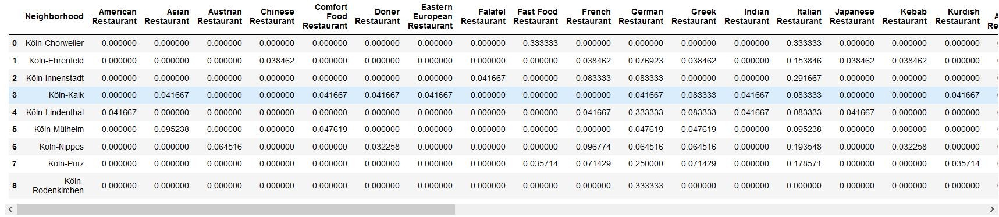 Neighborhood American Restaurant Asian Restaurant Austrian Restaurant Chinese Restaurant Comfort Food Restaurant Doner Restaurant Eastern European Restaurant Falafel Restaurant Fast Food Restaurant French Restaurant German Restaurant Greek Restaurant Indian Restaurant Italian Restaurant Japanese Restaurant Kebab Restaurant Kurdish Restaurant
0 Köln-Chorweiler 0.000000 0.000000 0.000000 0.000000 0.000000 0.000000 0.000000 0.000000 0.333333 0.000000 0.000000 0.000000 0.000000 0.333333 0.000000 0.000000 0.000000
1 Köln-Ehrenfeld 0.000000 0.000000 0.000000 0.038462 0.000000 0.000000 0.000000 0.000000 0.000000 0.038462 0.076923 0.038462 0.000000 0.153846 0.038462 0.038462 0.000000
2 Köln-Innenstadt 0.000000 0.000000 0.000000 0.000000 0.000000 0.000000 0.000000 0.041667 0.000000 0.083333 0.083333 0.000000 0.000000 0.291667 0.000000 0.000000 0.000000
3 Köln-Kalk 0.000000 0.041667 0.000000 0.000000 0.041667 0.041667 0.041667 0.000000 0.000000 0.000000 0.041667 0.083333 0.041667 0.083333 0.000000 0.000000 0.041667
4 Köln-Lindenthal 0.041667 0.000000 0.000000 0.000000 0.000000 0.000000 0.000000 0.000000 0.000000 0.041667 0.333333 0.083333 0.041667 0.083333 0.041667 0.000000 0.000000
5 Köln-Mülheim 0.000000 0.095238 0.000000 0.000000 0.047619 0.000000 0.000000 0.000000 0.000000 0.000000 0.047619 0.047619 0.000000 0.095238 0.000000 0.000000 0.000000
6 Köln-Nippes 0.000000 0.000000 0.064516 0.000000 0.000000 0.032258 0.000000 0.000000 0.000000 0.096774 0.064516 0.064516 0.000000 0.193548 0.000000 0.032258 0.000000
7 Köln-Porz 0.000000 0.000000 0.000000 0.000000 0.000000 0.000000 0.000000 0.000000 0.035714 0.071429 0.250000 0.071429 0.000000 0.178571 0.000000 0.000000 0.035714
8 Köln-Rodenkirchen 0.000000 0.000000 0.000000 0.000000 0.000000 0.000000 0.000000 0.000000 0.000000 0.000000 0.333333 0.000000 0.000000 0.000000 0.000000 0.000000 0.000000